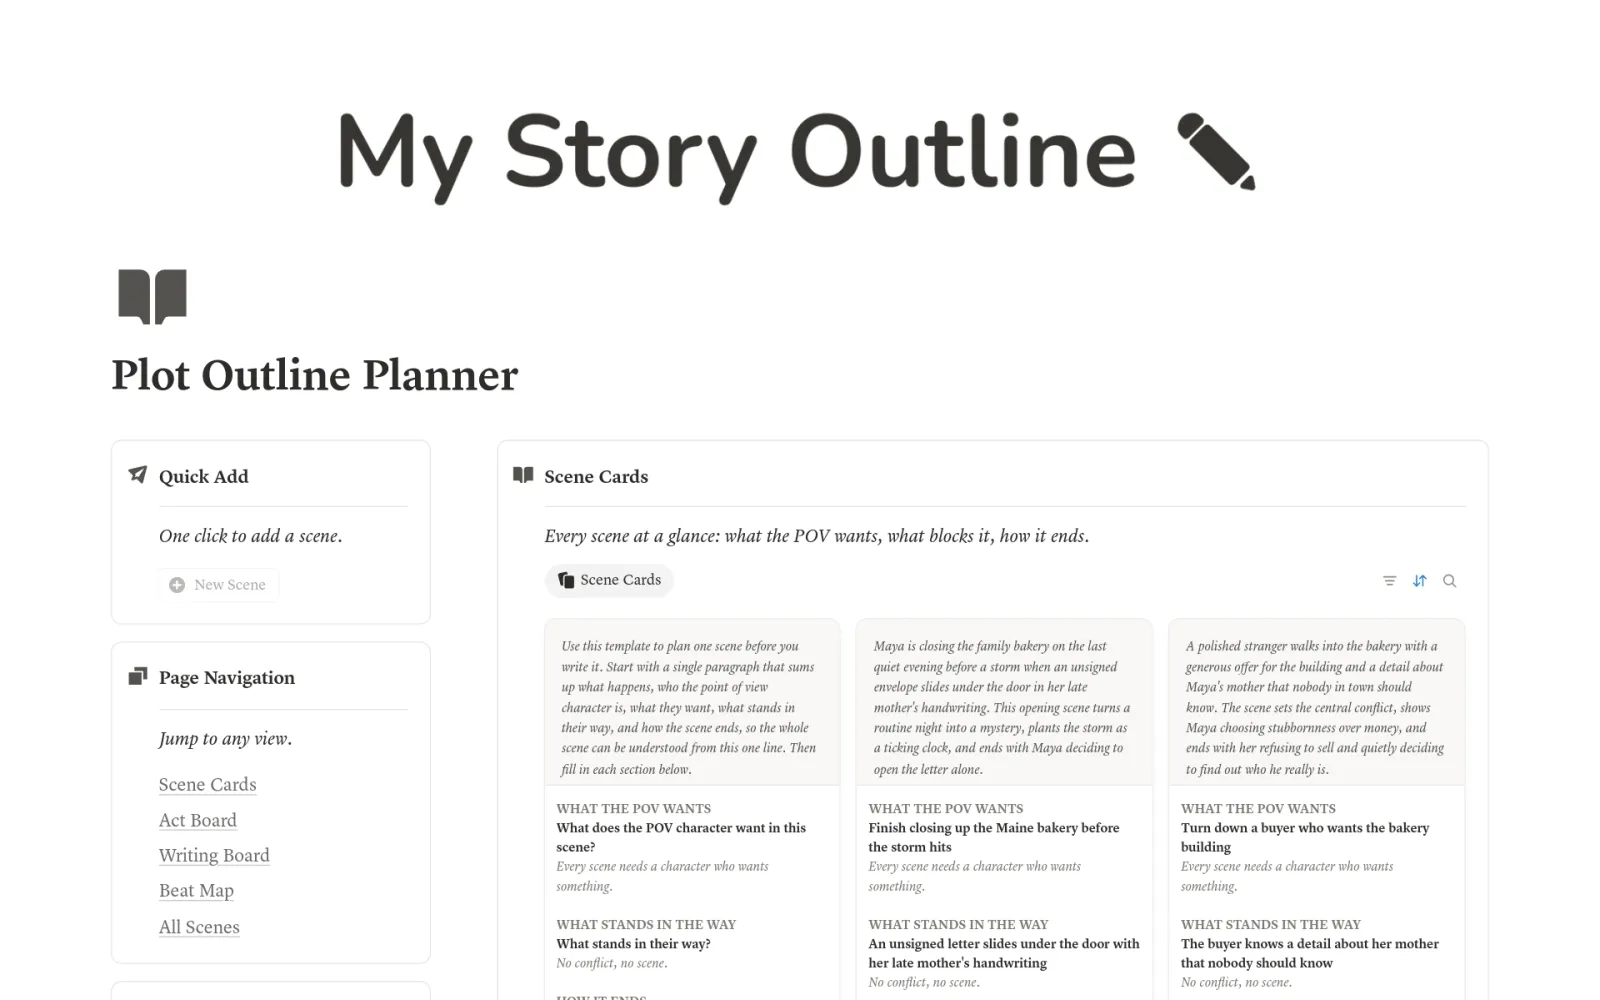 My Story Outline
Plot Outline Planner
Quick Add
One click to add a scene.
New Scene
Page Navigation
Jump to any view.
Scene Cards
Act Board
Writing Board
Beat Map
All Scenes
Scene Cards
Every scene at a glance: what the POV wants, what blocks it, how it ends.
Scene Cards
Use this template to plan one scene before you
write it. Start with a single paragraph that sums
up what happens, who the point of view
character is, what they want, what stands in
their way, and how the scene ends, so the whole
scene can be understood from this one line. Then
fill in each section below.
WHAT THE POV WANTS
What does the POV character want in this
scene?
Every scene needs a character who wants
something.
WHAT STANDS IN THE WAY
What stands in their way?
No conflict, no scene.
HOW IT ENDS
Maya is closing the family bakery on the last
quiet evening before a storm when an unsigned
envelope slides under the door in her late
mother's handwriting. This opening scene turns a
routine night into a mystery, plants the storm as
a ticking clock, and ends with Maya deciding to
open the letter alone.
WHAT THE POV WANTS
Finish closing up the Maine bakery before
the storm hits
Every scene needs a character who wants
something.
WHAT STANDS IN THE WAY
An unsigned letter slides under the door with
her late mother's handwriting
No conflict, no scene.
A polished stranger walks into the bakery with a
generous offer for the building and a detail about
Maya's mother that nobody in town should
know. The scene sets the central conflict, shows
Maya choosing stubbornness over money, and
ends with her refusing to sell and quietly deciding
to find out who he really is.
WHAT THE POV WANTS
Turn down a buyer who wants the bakery
building
Every scene needs a character who wants
something.
WHAT STANDS IN THE WAY
The buyer knows a detail about her mother
that nobody should know
No conflict, no scene.